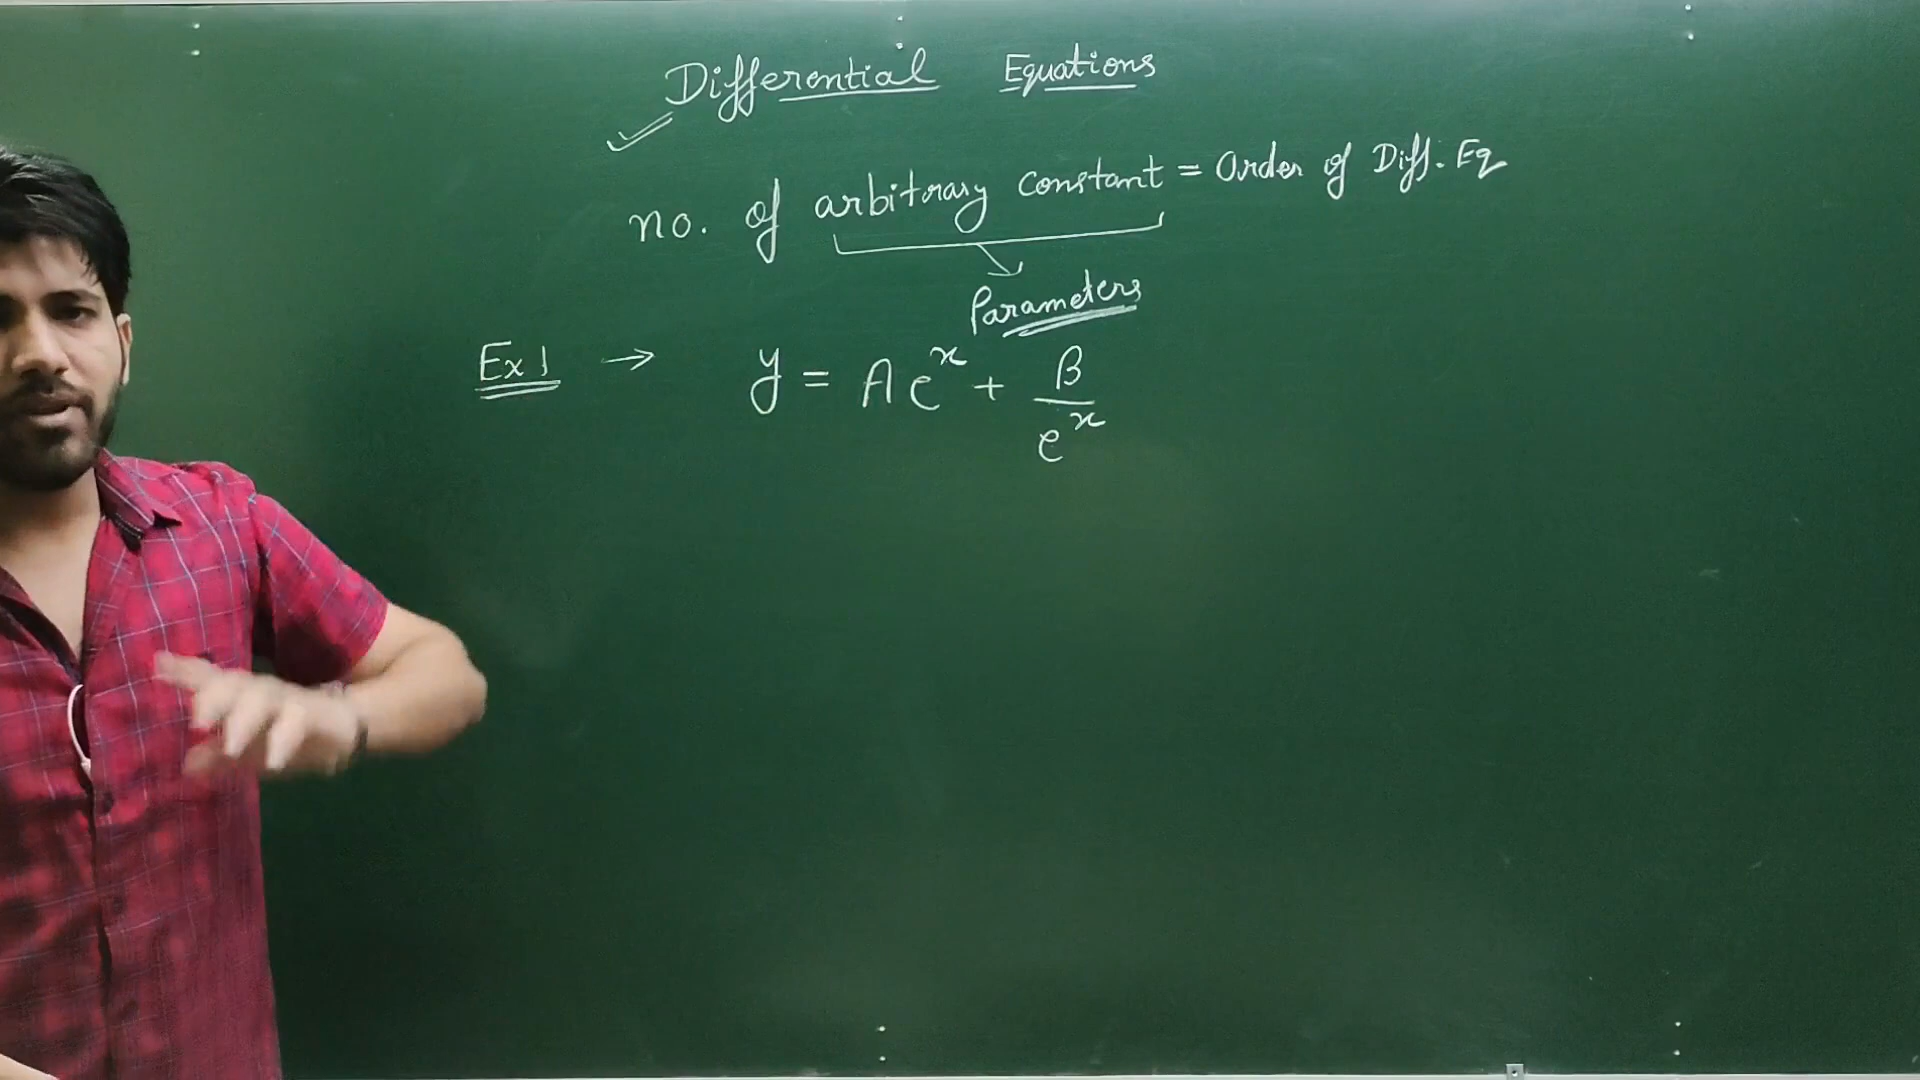 Differential Equations
no. of arbitrary constant = Order of Diff. Eq
Parameters
Ex 1 → y = Ae^x + B/e^x